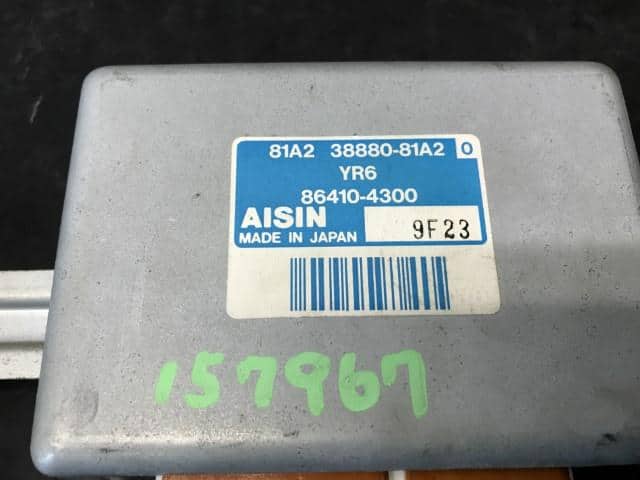 81A2 38880-81A2 0
YR6
86410-4300
AISIN
MADE IN JAPAN 9F23
157967